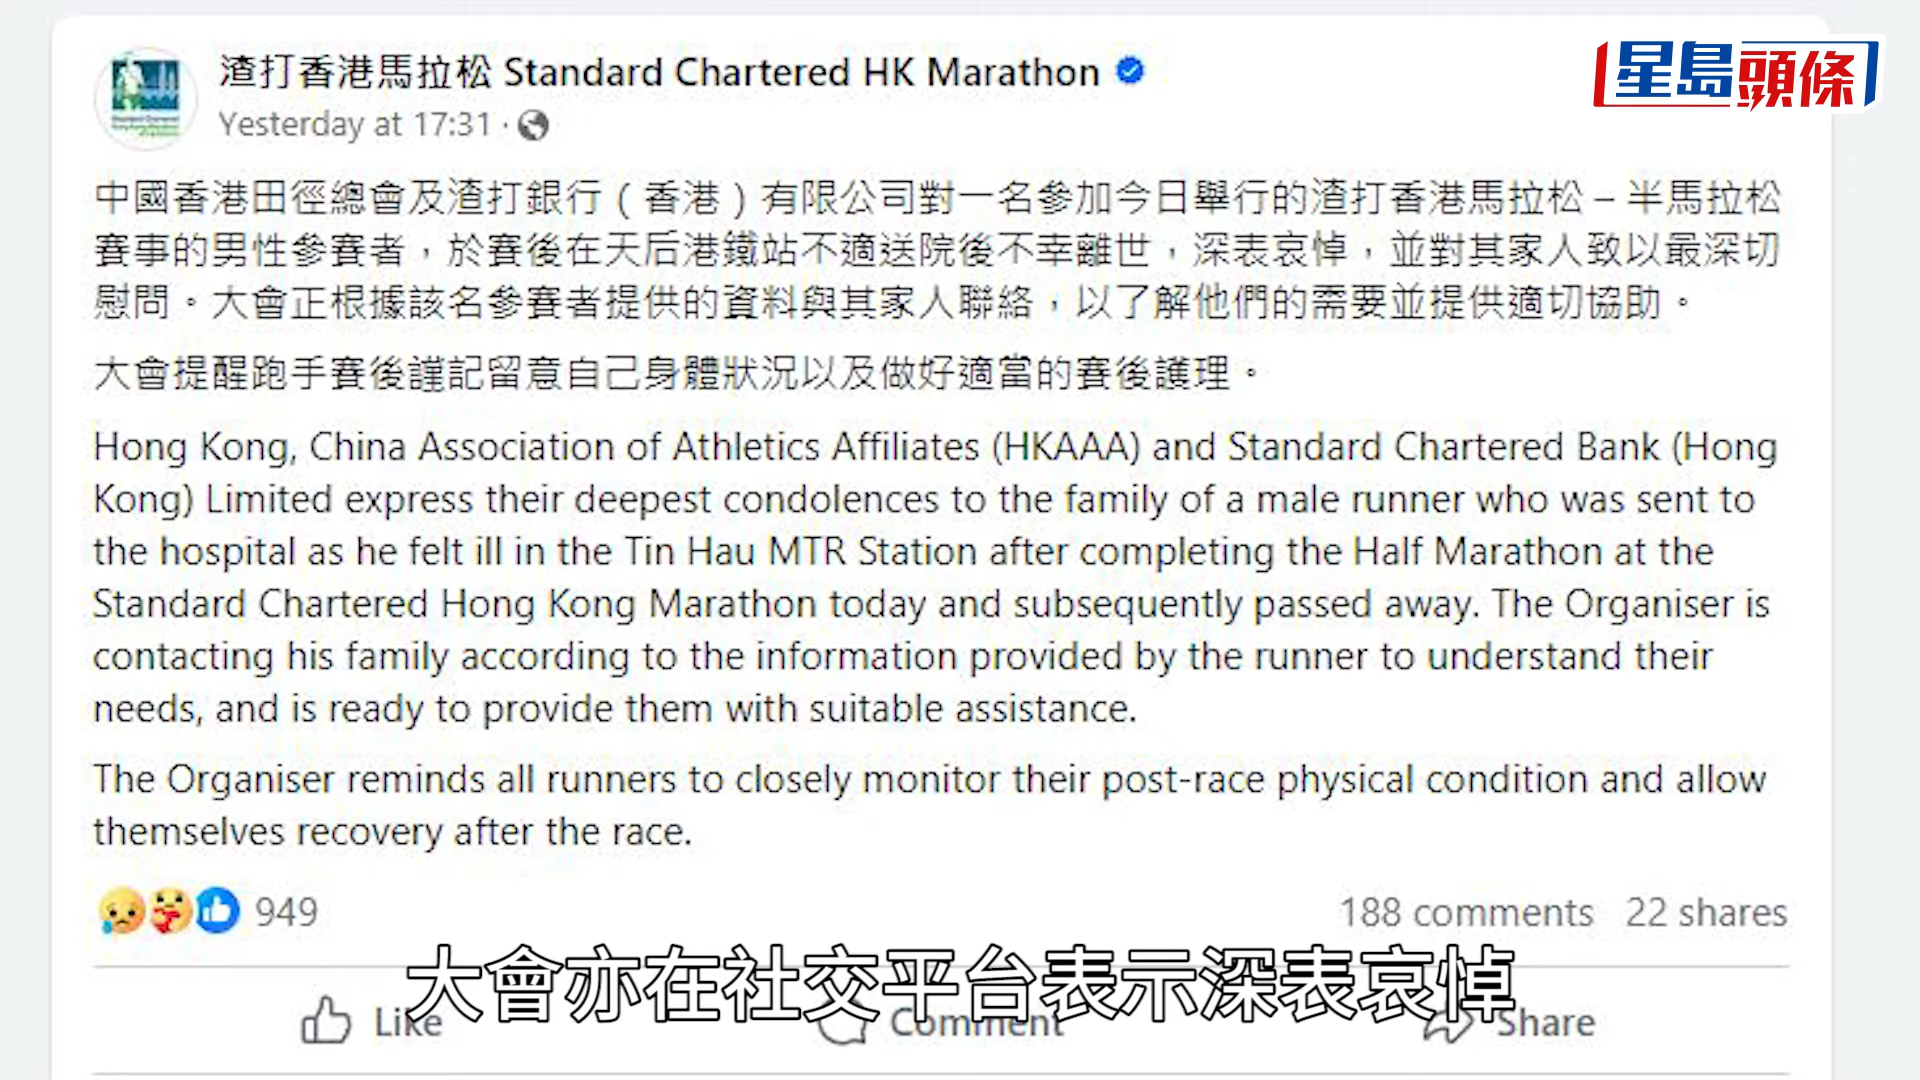 渣打香港馬拉松 Standard Chartered HK Marathon
星島頭條
Yesterday at 17:31 ·
中國香港田徑總會及渣打銀行（香港）有限公司對一名參加今日舉行的渣打香港馬拉松 – 半馬拉松
賽事的男性參賽者，於賽後在天后港鐵站不適送院後不幸離世，深表哀悼，並對其家人致以最深切
慰問。大會正根據該名參賽者提供的資料與其家人聯絡，以了解他們的需要並提供適切協助。
大會提醒跑手賽後謹記留意自己身體狀況以及做好適當的賽後護理。
Hong Kong, China Association of Athletics Affiliates (HKAAA) and Standard Chartered Bank (Hong
Kong) Limited express their deepest condolences to the family of a male runner who was sent to
the hospital as he felt ill in the Tin Hau MTR Station after completing the Half Marathon at the
Standard Chartered Hong Kong Marathon today and subsequently passed away. The Organiser is
contacting his family according to the information provided by the runner to understand their
needs, and is ready to provide them with suitable assistance.
The Organiser reminds all runners to closely monitor their post-race physical condition and allow
themselves recovery after the race.
949
188 comments 22 shares
大會亦在社交平台表示深表哀悼
Like Comment Share